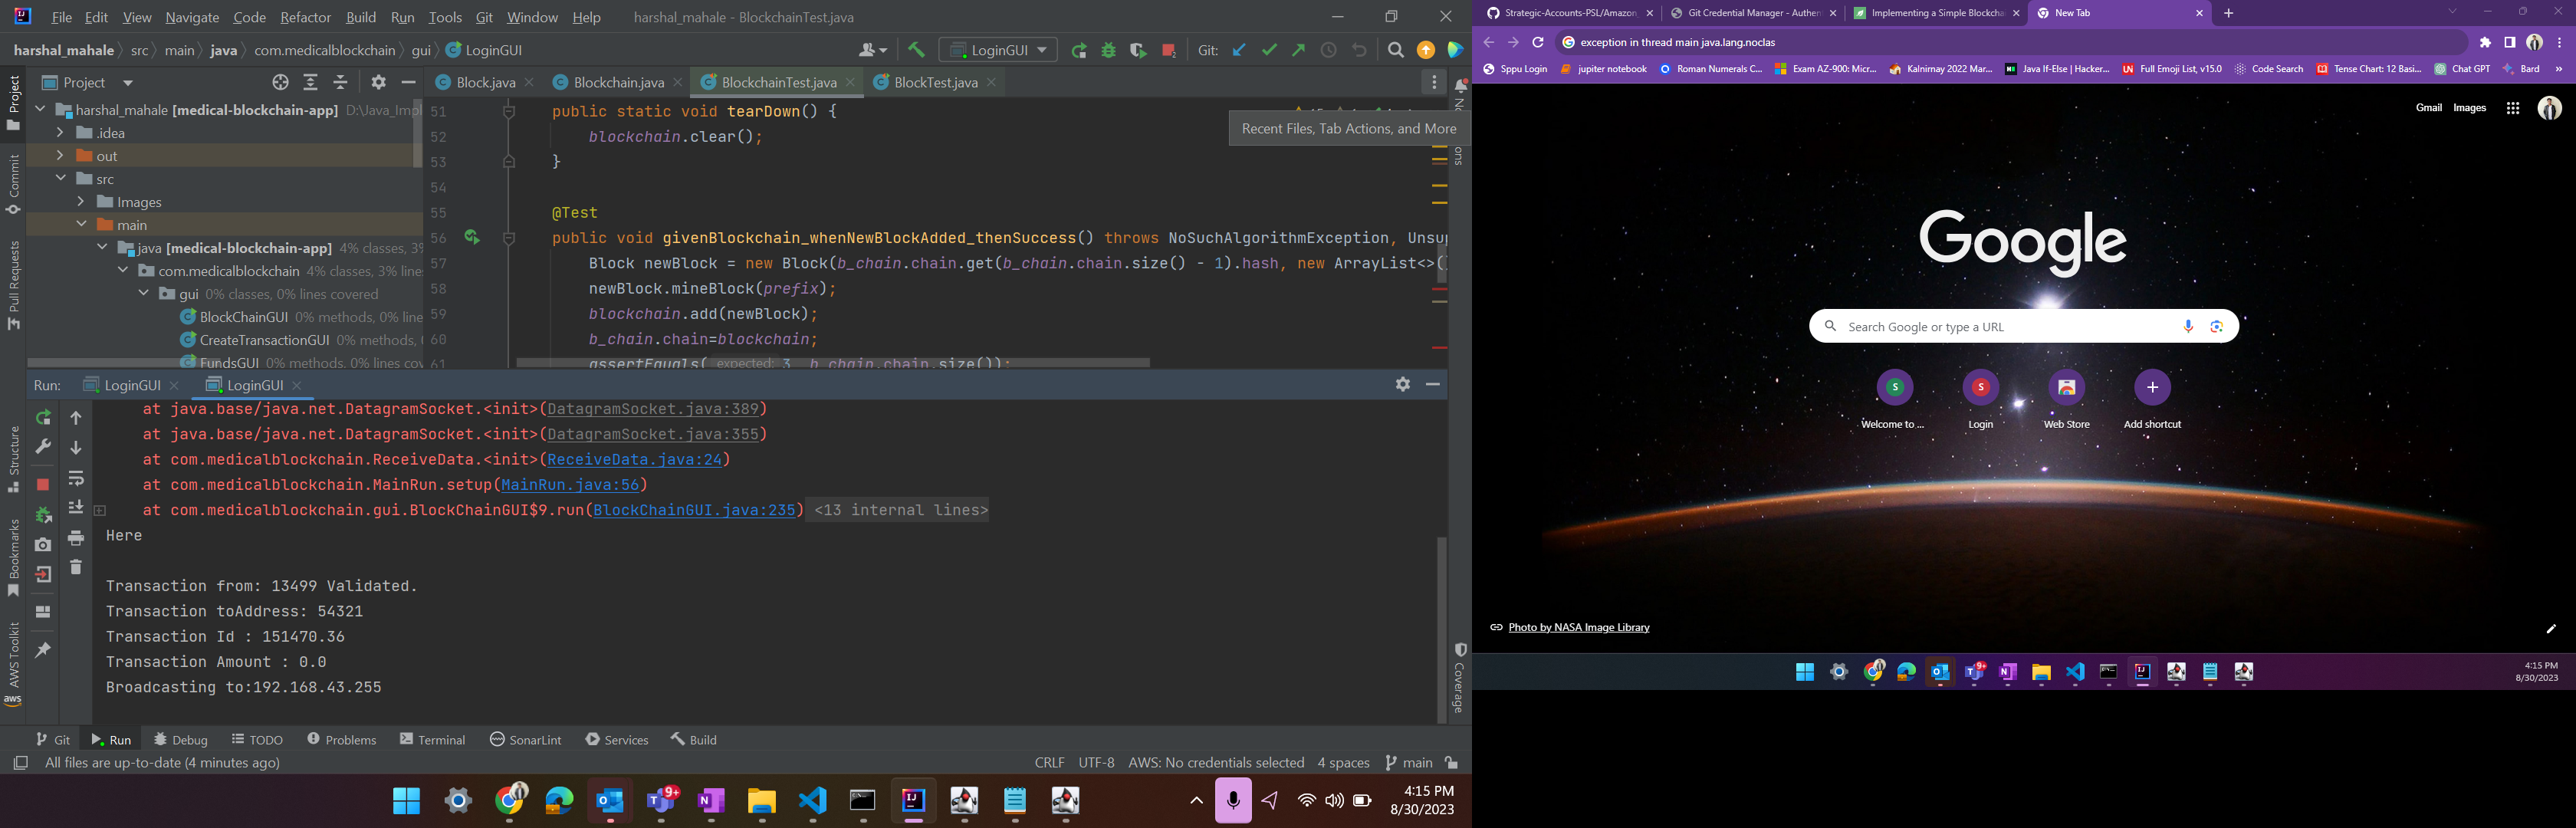 File Edit View Navigate Code Refactor Build Run Tools Git Window Help harshal_mahale - BlockchainTest.java
harshal_mahale src main java com.medicalblockchain gui LoginGUI
LoginGUI Git:
Project
Block.java Blockchain.java BlockchainTest.java BlockTest.java
harshal_mahale [medical-blockchain-app] D:\Java_Impl
.idea
out
src
Images
main
java [medical-blockchain-app] 4% classes, 3%
com.medicalblockchain 4% classes, 3% line
gui 0% classes, 0% lines covered
BlockChainGUI 0% methods, 0% line
CreateTransactionGUI 0% methods,
FundsGUI 0% methods, 0% lines cov
51 public static void tearDown() {
52 blockchain.clear();
53 }
54
55 @Test
56 public void givenBlockchain_whenNewBlockAdded_thenSuccess() throws NoSuchAlgorithmException, Unsup
57 Block newBlock = new Block(b_chain.chain.get(b_chain.chain.size() - 1).hash, new ArrayList<>()
58 newBlock.mineBlock(prefix);
59 blockchain.add(newBlock);
60 b_chain.chain=blockchain;
61 assertEquals( expected: 3, b_chain.chain.size());
Recent Files, Tab Actions, and More
Project
Commit
Pull Requests
Structure
Bookmarks
AWS Toolkit
aws
Coverage
Run: LoginGUI LoginGUI
at java.base/java.net.DatagramSocket.<init>(DatagramSocket.java:389)
at java.base/java.net.DatagramSocket.<init>(DatagramSocket.java:355)
at com.medicalblockchain.ReceiveData.<init>(ReceiveData.java:24)
at com.medicalblockchain.MainRun.setup(MainRun.java:56)
at com.medicalblockchain.gui.BlockChainGUI$9.run(BlockChainGUI.java:235) <13 internal lines>
Here
Transaction from: 13499 Validated.
Transaction toAddress: 54321
Transaction Id : 151470.36
Transaction Amount : 0.0
Broadcasting to:192.168.43.255
Git Run Debug TODO Problems Terminal SonarLint Services Build
All files are up-to-date (4 minutes ago) CRLF UTF-8 AWS: No credentials selected 4 spaces main
9+
4:15 PM
8/30/2023
Strategic-Accounts-PSL/Amazon_ Git Credential Manager - Authen Implementing a Simple Blockchai New Tab
exception in thread main java.lang.noclas
Sppu Login jupiter notebook Roman Numerals C... Exam AZ-900: Micr... Kalnimay 2022 Mar... Java If-Else | Hacker... Full Emoji List, v15.0 Code Search Tense Chart: 12 Basi... Chat GPT Bard »
Gmail Images
Google
Search Google or type a URL
S S
Welcome to ... Login Web Store Add shortcut
Photo by NASA Image Library
9+
4:15 PM
8/30/2023